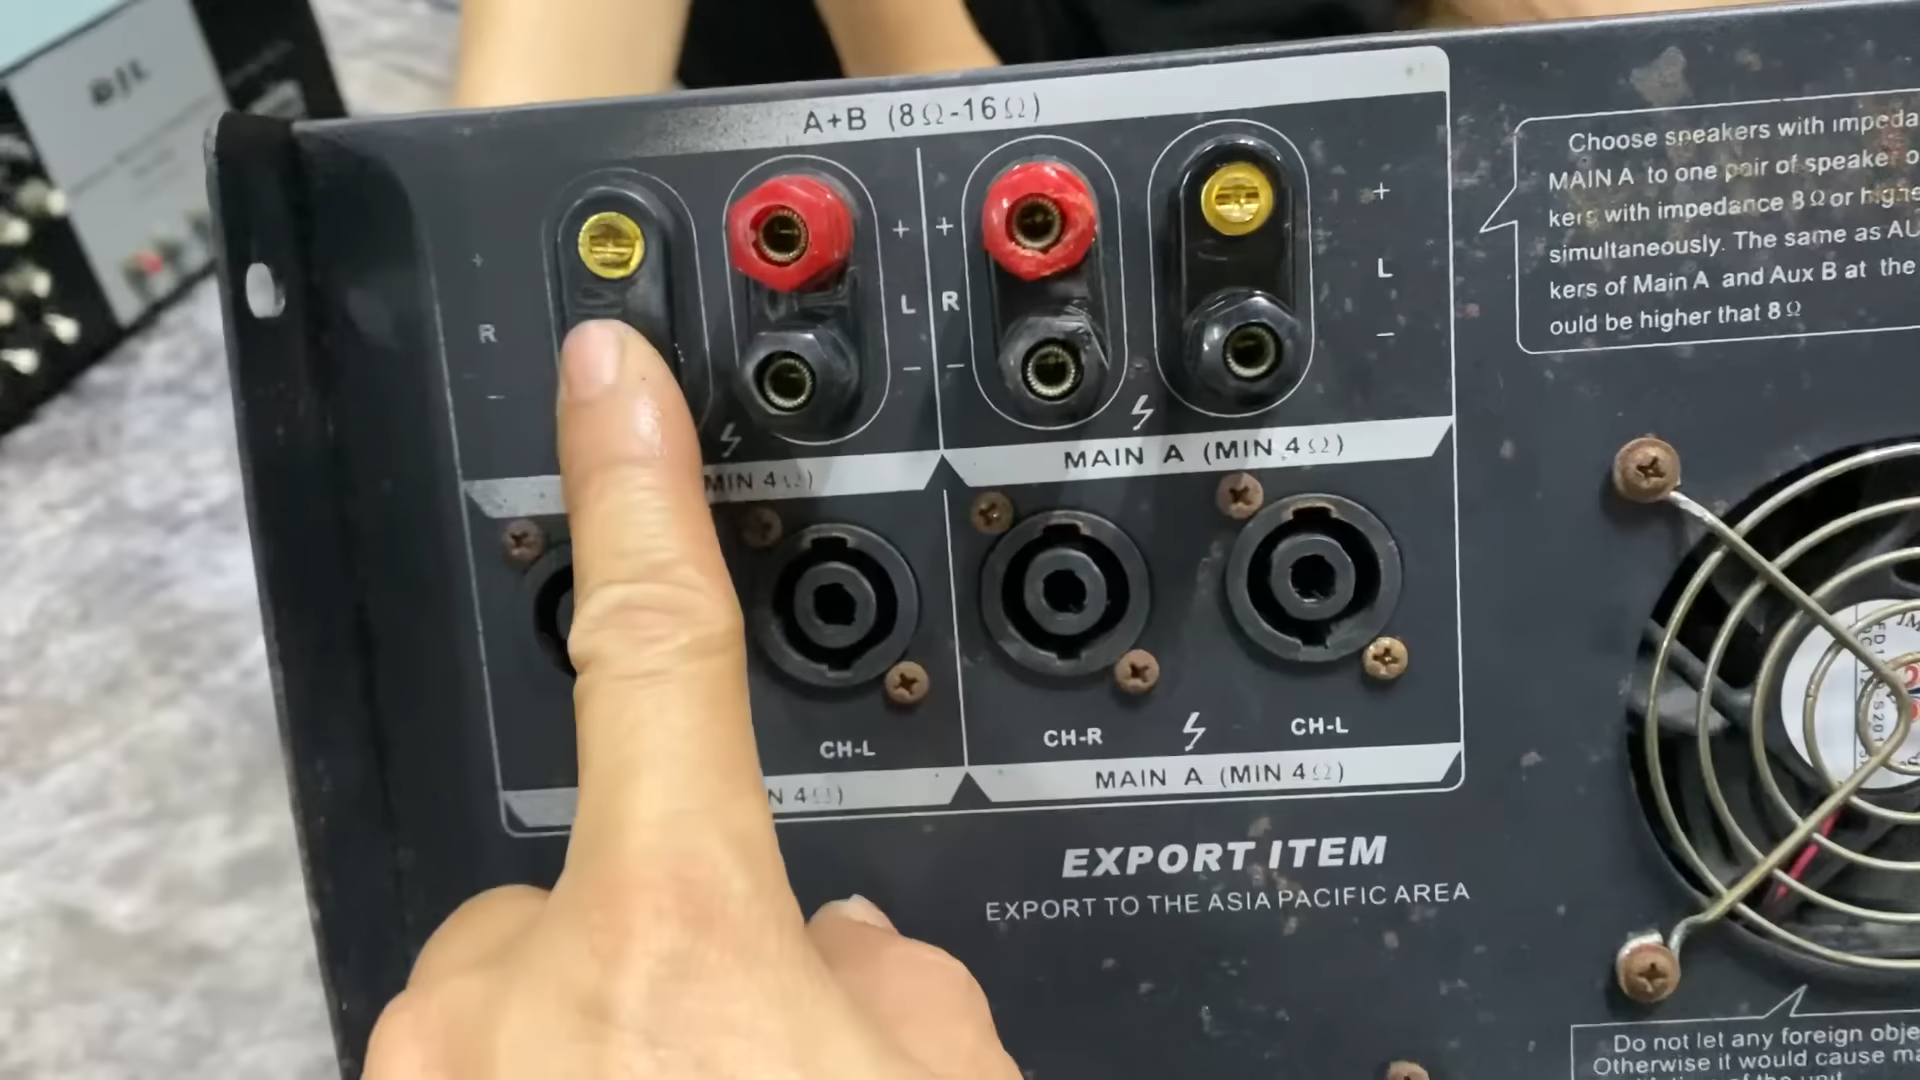 A+B (8Ω-16Ω)
+
R
-
+
L
-
+
R
-
+
L
-
MIN 4Ω)
MAIN A (MIN 4Ω)
CH-L
CH-R
CH-L
N 4Ω)
MAIN A (MIN 4Ω)
EXPORT ITEM
EXPORT TO THE ASIA PACIFIC AREA
Choose speakers with impeda
MAIN A to one pair of speaker o
kers with impedance 8Ω or highe
simultaneously. The same as AU
kers of Main A and Aux B at the
ould be higher that 8Ω
Do not let any foreign obje
Otherwise it would cause ma
of the unit